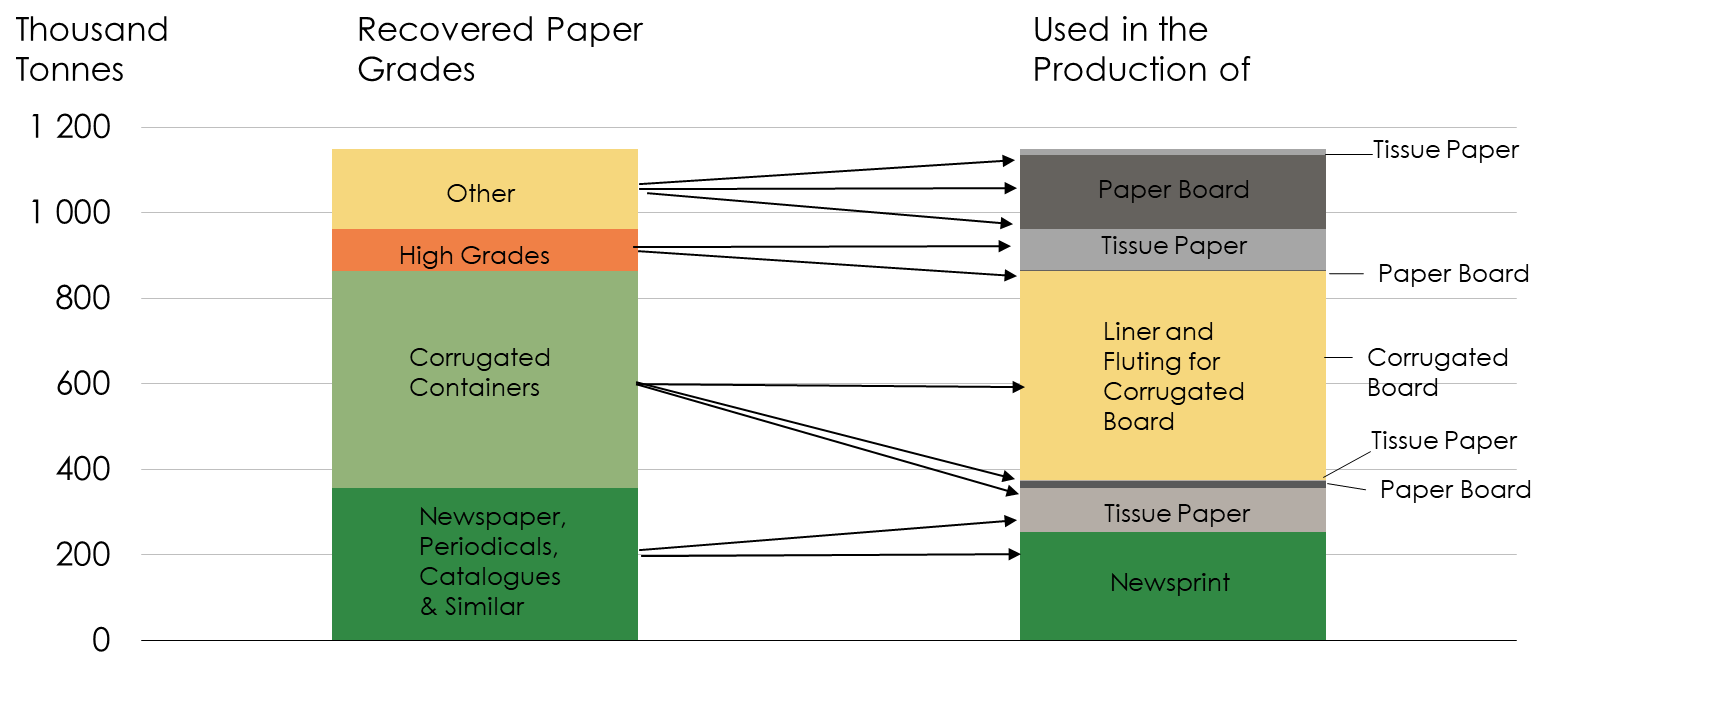 Thousand
Tonnes
Recovered Paper
Grades
Used in the
Production of
1 200
1 000
800
600
400
200
0
Other
High Grades
Corrugated
Containers
Newspaper,
Periodicals,
Catalogues
& Similar
Tissue Paper
Paper Board
Tissue Paper
Paper Board
Liner and
Fluting for
Corrugated
Board
Corrugated
Board
Tissue Paper
Paper Board
Tissue Paper
Newsprint